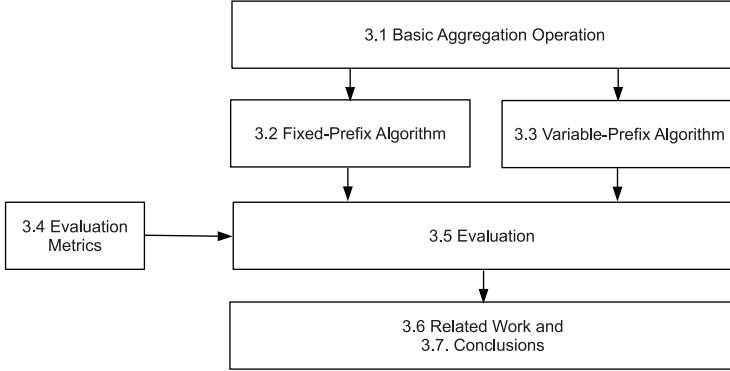 3.1 Basic Aggregation Operation
3.2 Fixed-Prefix Algorithm
3.3 Variable-Prefix Algorithm
3.4 Evaluation
Metrics
3.5 Evaluation
3.6 Related Work and
3.7. Conclusions